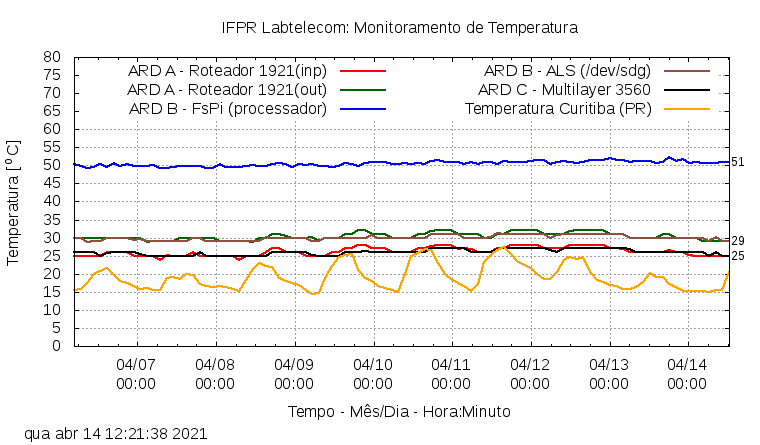 IFPR Labtelecom: Monitoramento de Temperatura
Temperatura [ºC]
80
75
70
65
60
55
50
45
40
35
30
25
20
15
10
5
0
ARD A - Roteador 1921(inp)
ARD A - Roteador 1921(out)
ARD B - FsPi (processador)
ARD B - ALS (/dev/sdg)
ARD C - Multilayer 3560
Temperatura Curitiba (PR)
51
29
25
04/07 04/08 04/09 04/10 04/11 04/12 04/13 04/14
00:00 00:00 00:00 00:00 00:00 00:00 00:00 00:00
Tempo - Mês/Dia - Hora:Minuto
qua abr 14 12:21:38 2021